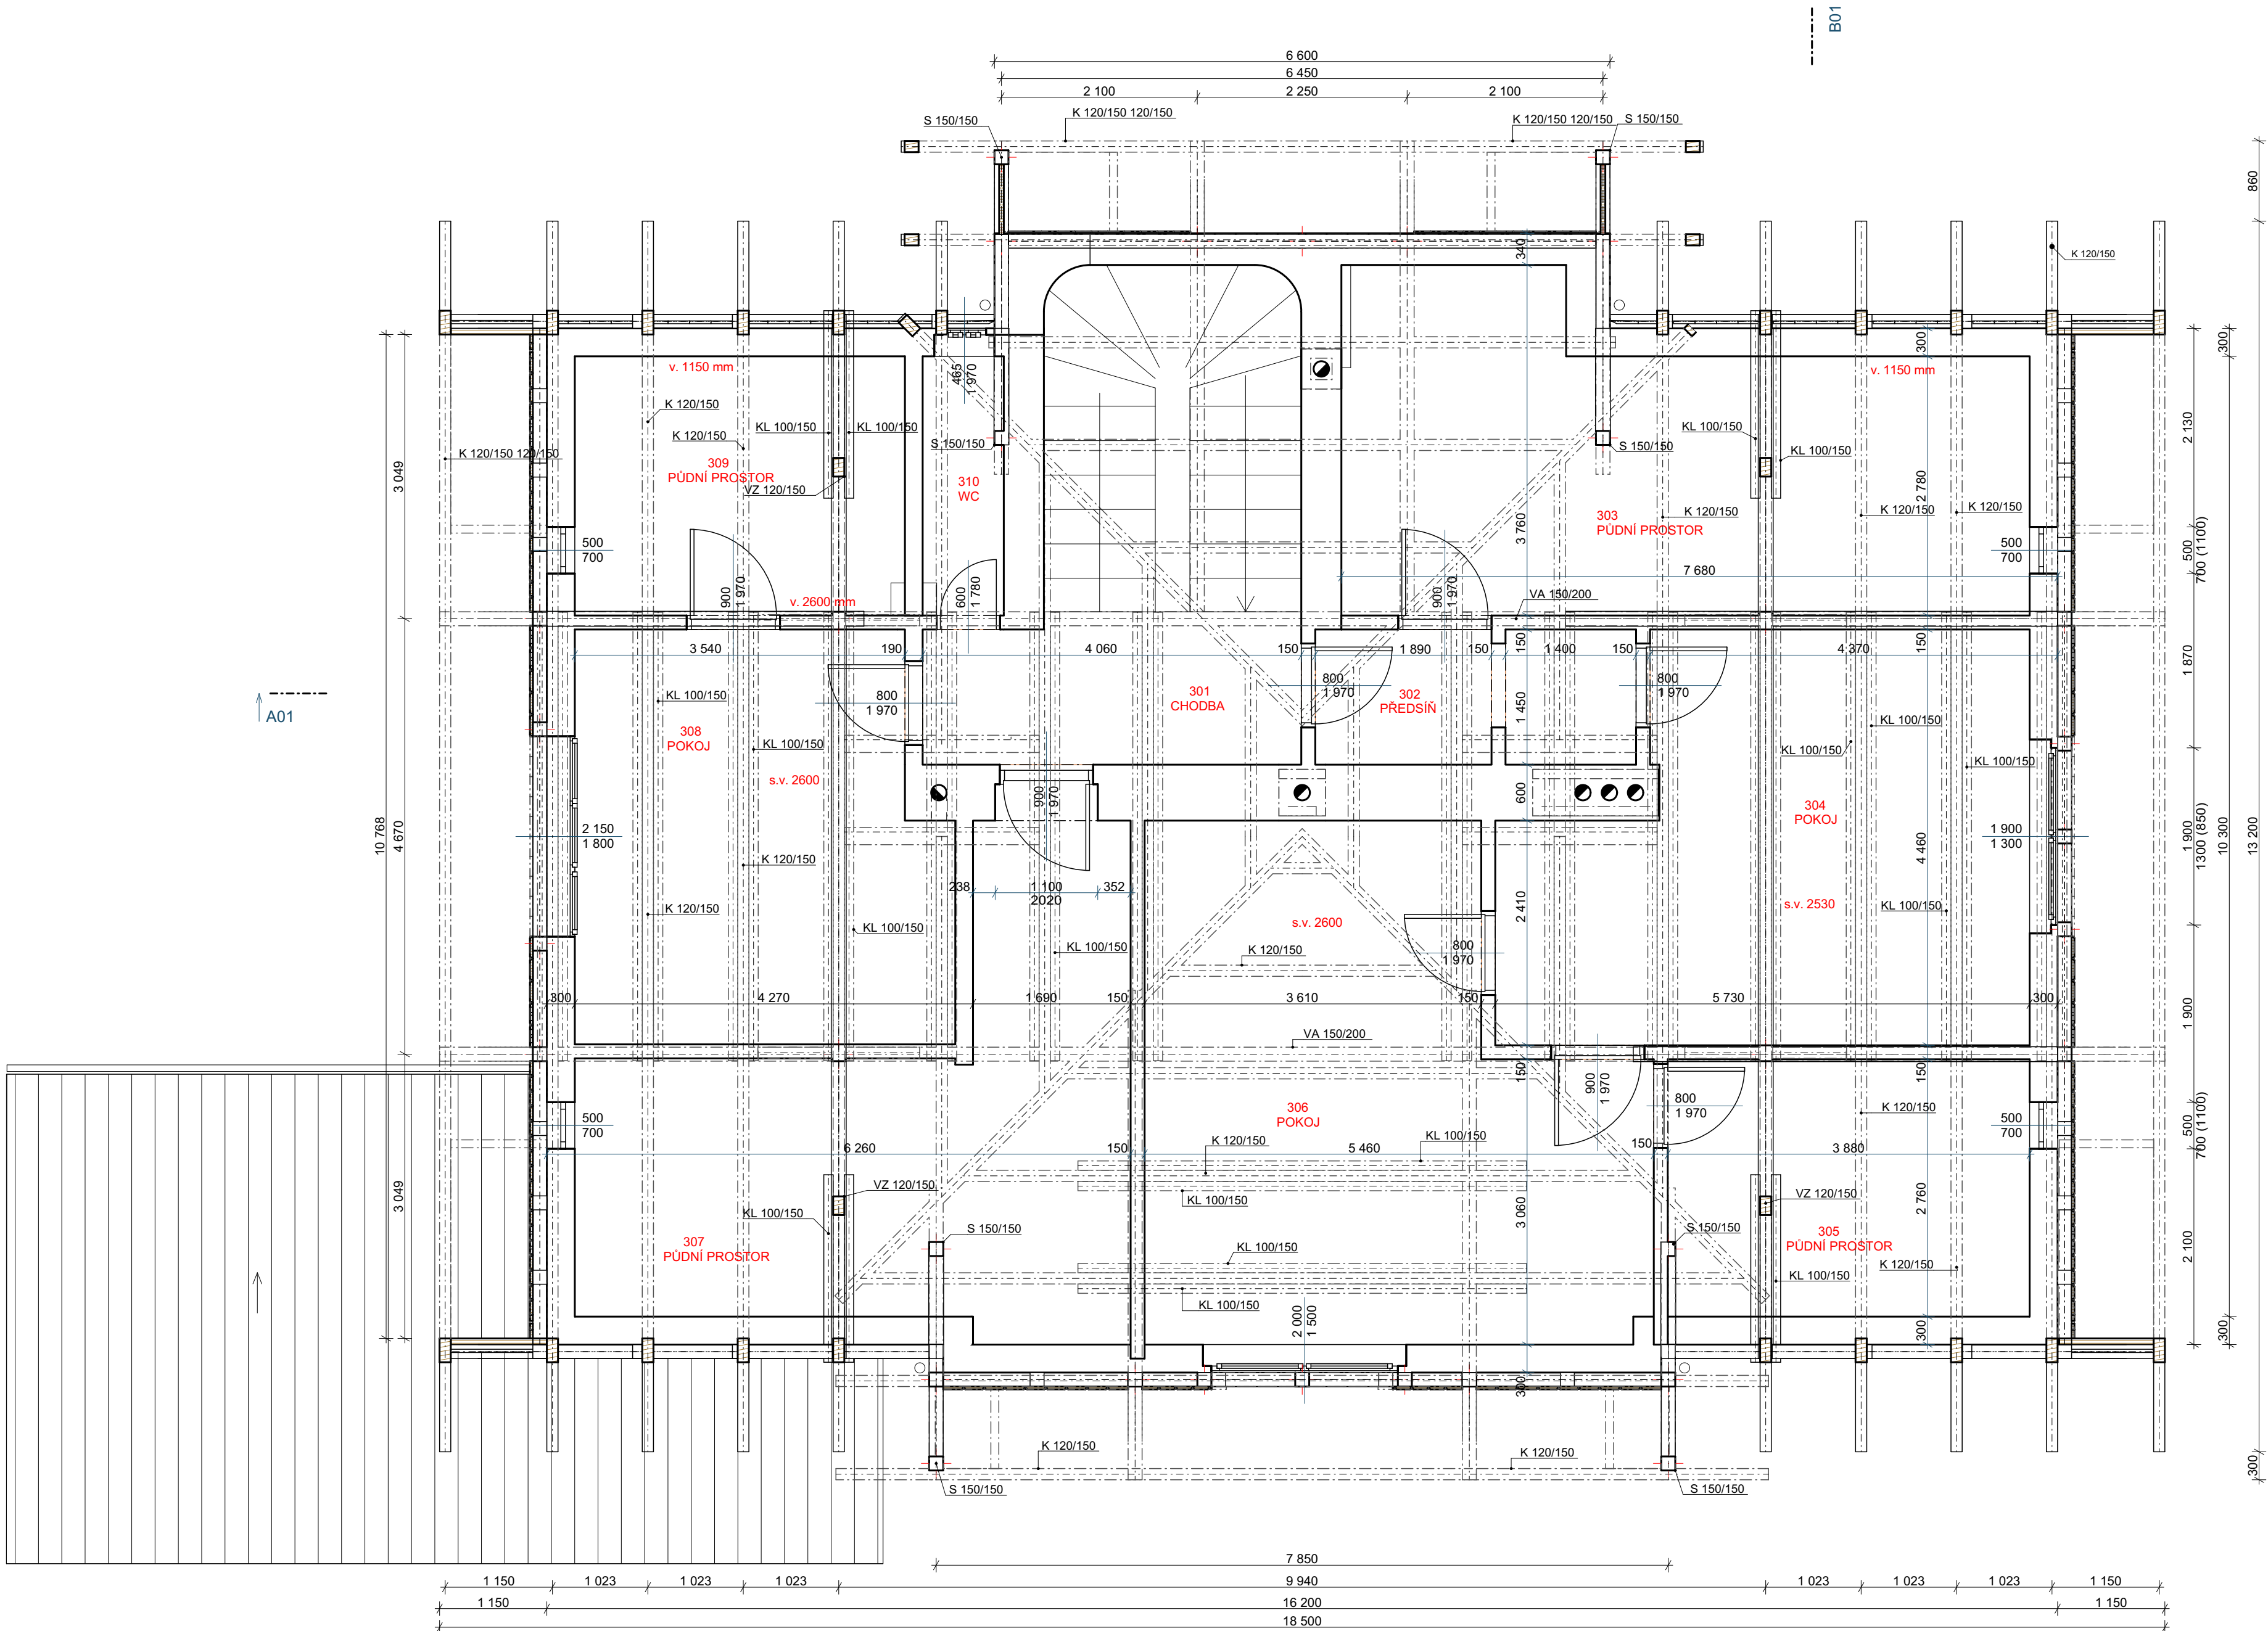 B01
6 600
6 450
2 100
2 250
2 100
K 120/150 120/150
K 120/150 120/150
S 150/150
S 150/150
860
K 120/150
340
300
300
v. 1150 mm
v. 1150 mm
465
1 970
K 120/150
K 120/150
KL 100/150
KL 100/150
S 150/150
S 150/150
KL 100/150
KL 100/150
2 130
K 120/150 120/150
309
PŮDNÍ PROSTOR
VZ 120/150
310
WC
3 049
2 780
303
PŮDNÍ PROSTOR
K 120/150
K 120/150
K 120/150
3 760
500
700
500
700
500
700 (1100)
7 680
900
1 970
v. 2600 mm
600
1 780
900
1 970
VA 150/200
3 540
190
4 060
150
1 890
150
1 400
150
4 370
150
150
1 870
A01
KL 100/150
800
1 970
301
CHODBA
800
1 970
302
PŘEDSÍŇ
1 450
800
1 970
308
POKOJ
KL 100/150
KL 100/150
KL 100/150
KL 100/150
s.v. 2600
900
1 970
600
304
POKOJ
10 768
4 670
2 150
1 800
1 900
1 300
1 900
1300 (850)
10 300
13 200
4 460
K 120/150
K 120/150
238
1 100
2020
352
KL 100/150
KL 100/150
s.v. 2600
2 410
s.v. 2530
KL 100/150
K 120/150
800
1 970
300
4 270
1 690
150
3 610
150
5 730
300
1 900
VA 150/200
150
150
900
1 970
306
POKOJ
800
1 970
K 120/150
500
700
500
700
500
700 (1100)
6 260
150
K 120/150
5 460
KL 100/150
150
3 880
KL 100/150
VZ 120/150
VZ 120/150
3 049
KL 100/150
3 060
2 760
307
PŮDNÍ PROSTOR
S 150/150
S 150/150
305
PŮDNÍ PROSTOR
2 100
KL 100/150
K 120/150
KL 100/150
KL 100/150
2 000
1 500
300
300
300
K 120/150
K 120/150
300
S 150/150
S 150/150
7 850
1 150
1 023
1 023
1 023
9 940
1 023
1 023
1 023
1 150
1 150
16 200
1 150
18 500